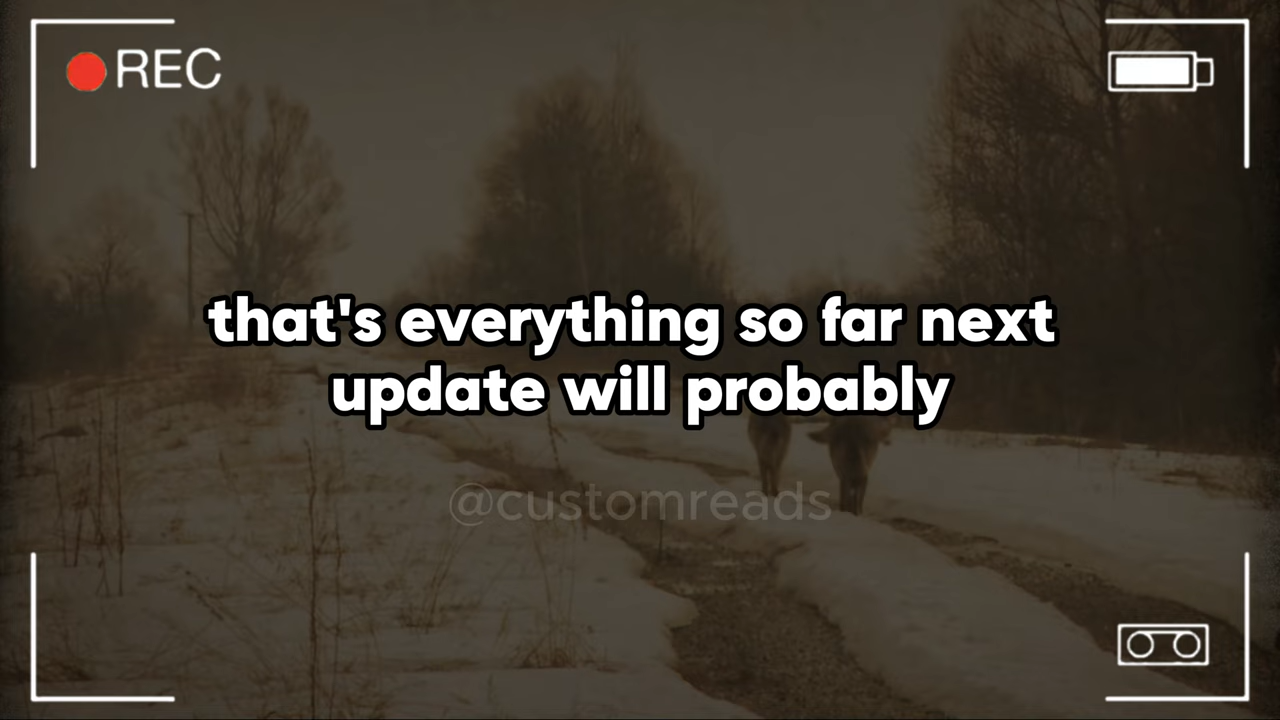 REC
that's everything so far next
update will probably
@customreads